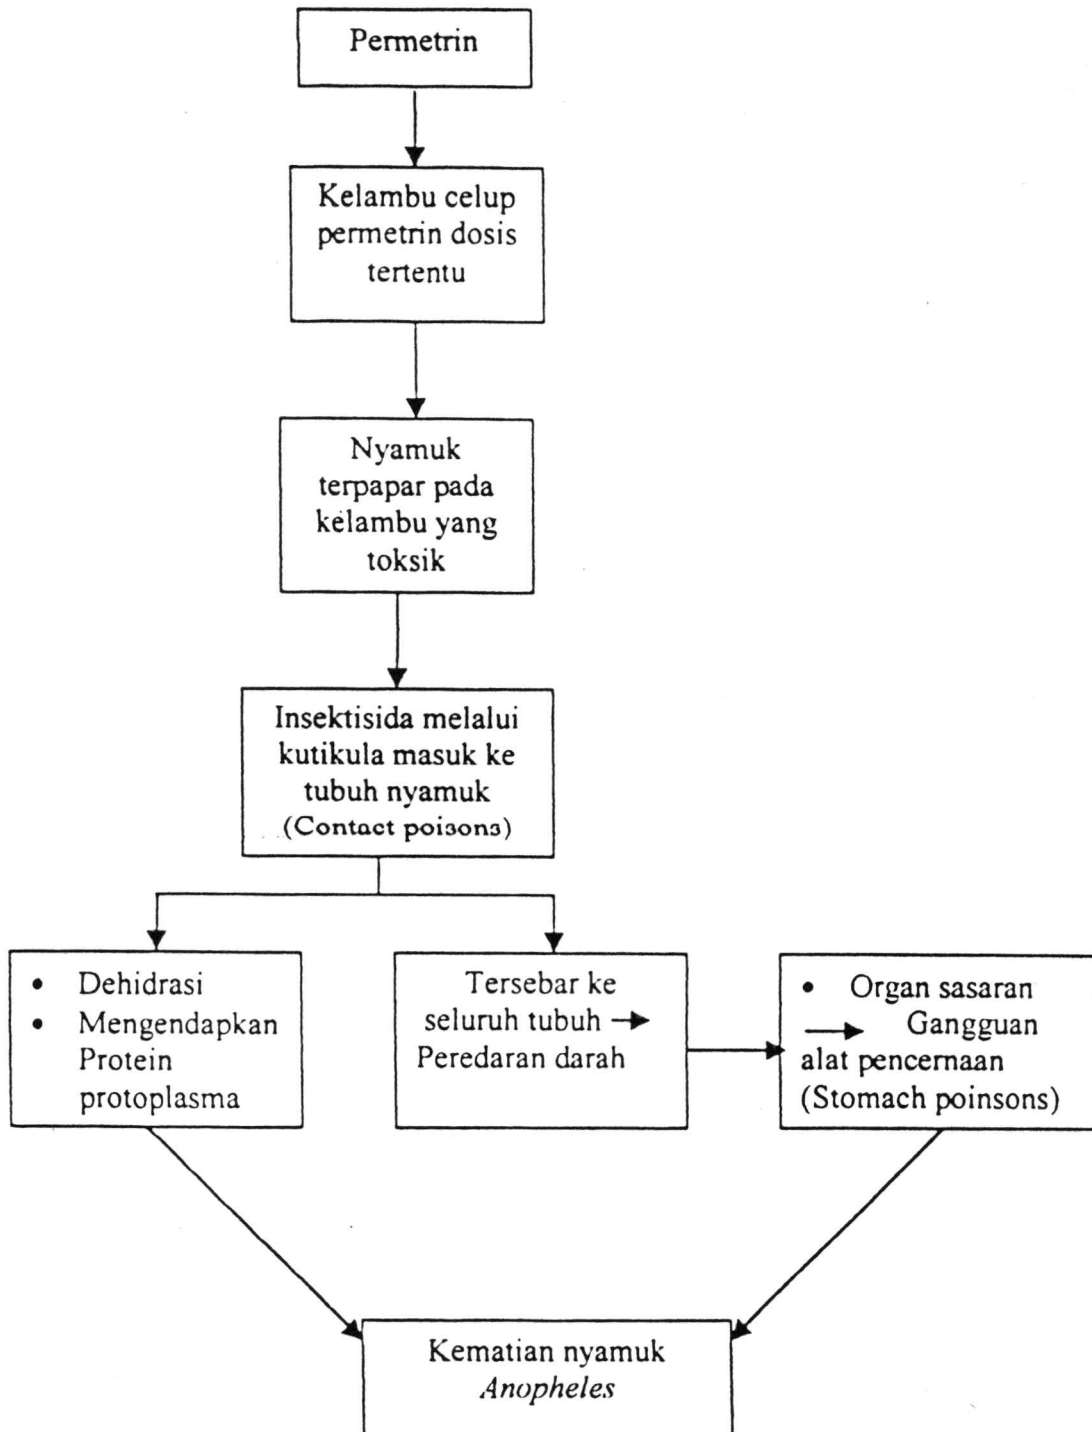 Permetrin
Kelambu celup
permetrin dosis
tertentu
Nyamuk
terpapar pada
kelambu yang
toksik
Insektisida melalui
kutikula masuk ke
tubuh nyamuk
(Contact poisons)
• Dehidrasi
• Mengendapkan
Protein
protoplasma
Tersebar ke
seluruh tubuh →
Peredaran darah
• Organ sasaran
→ Gangguan
alat pencernaan
(Stomach poinsons)
Kematian nyamuk
Anopheles